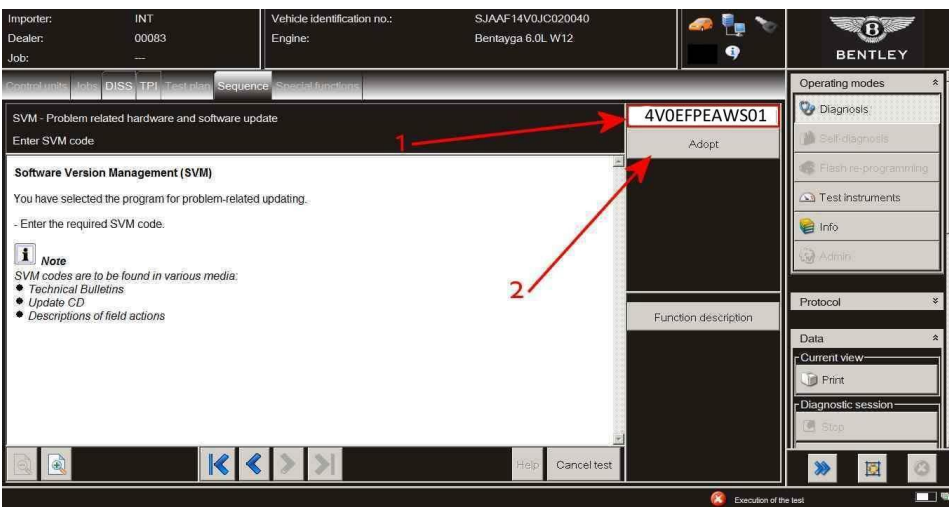 Importer: INT Vehicle identification no.: SJAAF14V0JC020040
Dealer: 00083 Engine: Bentayga 6.0L W12
Job: ---
BENTLEY
Control units Jobs DISS TPI Test plan Sequence Special functions
Operating modes
SVM - Problem related hardware and software update
Enter SVM code
1
4V0EFPEAWS01
Adopt
Diagnosis
Self-diagnosis
Flash re-programming
Test instruments
Info
Admin
Software Version Management (SVM)
You have selected the program for problem-related updating.
- Enter the required SVM code.
Note
SVM codes are to be found in various media:
Technical Bulletins
Update CD
Descriptions of field actions
2
Function description
Protocol
Data
Current view
Print
Diagnostic session
Stop
Help
Cancel test
Execution of the test